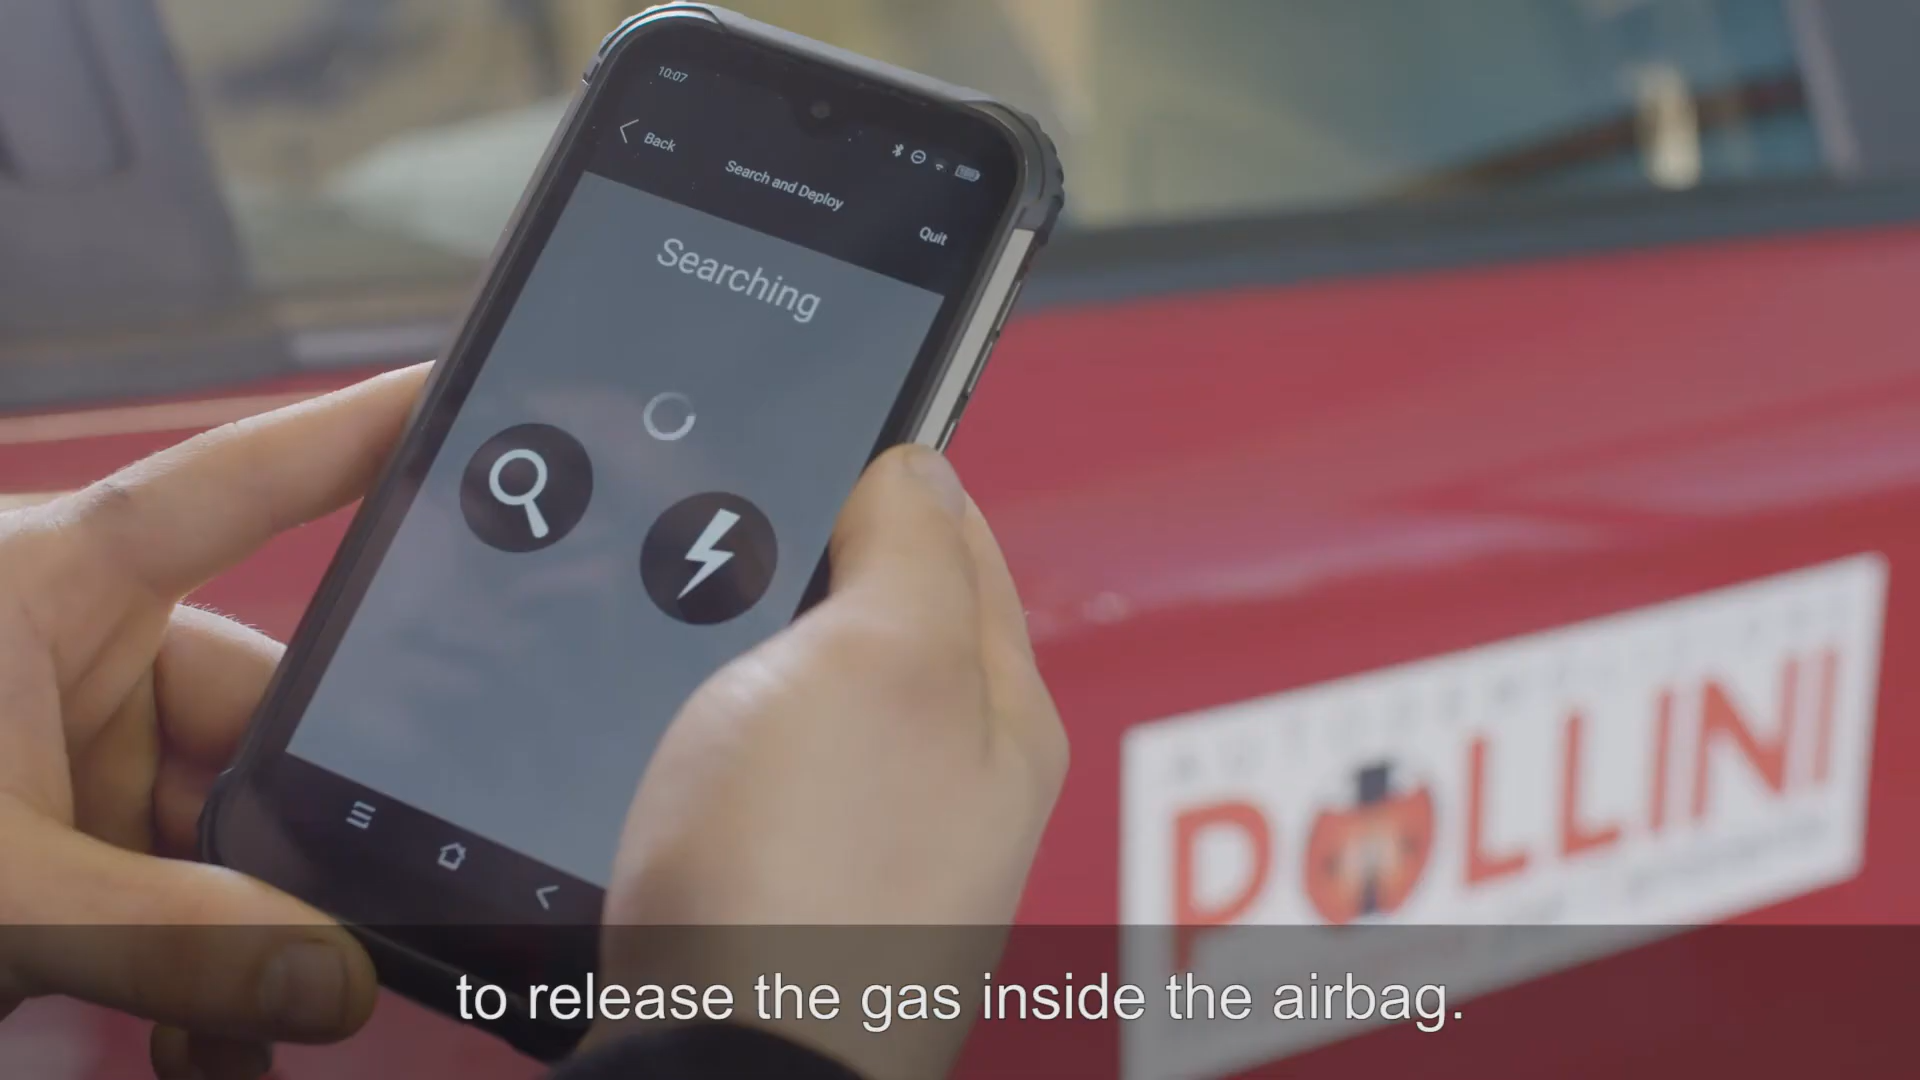 10:07
Back
Search and Deploy
Quit
Searching
POLLINI
to release the gas inside the airbag.